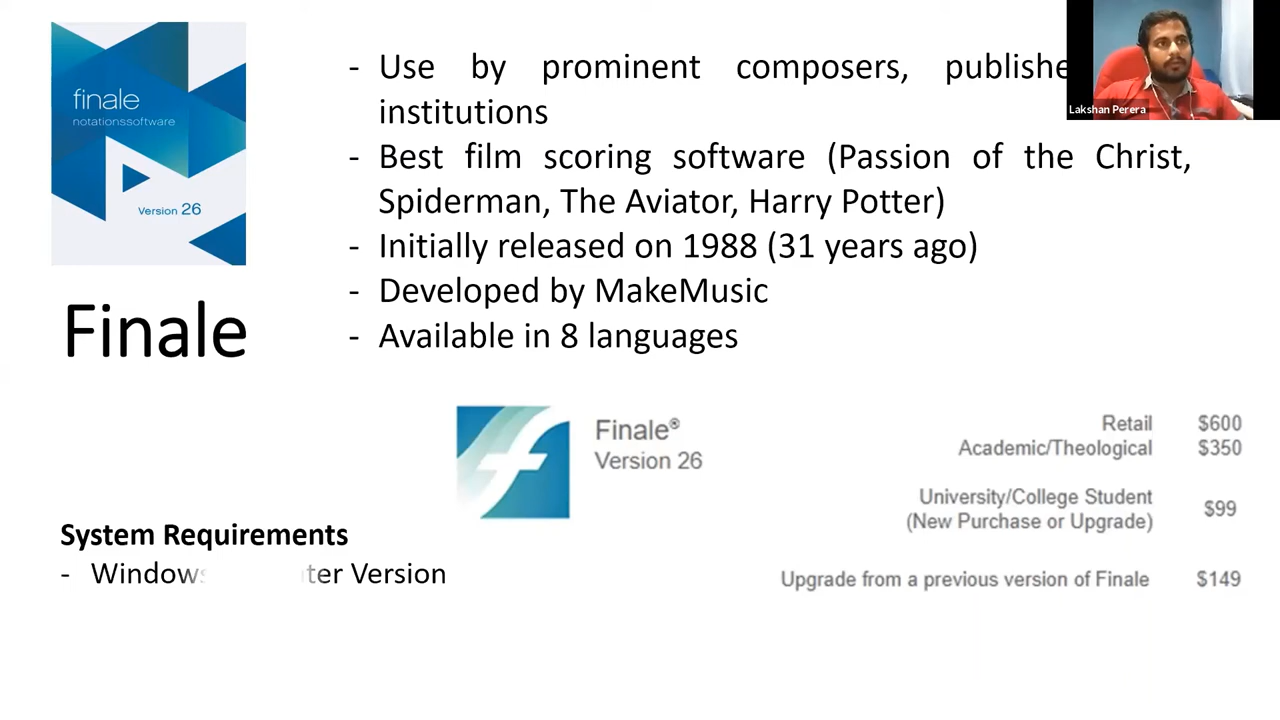 finale
notationssoftware
Version 26
Finale
- Use by prominent composers,
institutions
- Best film scoring software (Passion of the Christ,
Spiderman, The Aviator, Harry Potter)
- Initially released on 1988 (31 years ago)
- Developed by MakeMusic
- Available in 8 languages
Lakshan Perera
Finale®
Version 26
Retail $600
Academic/Theological $350
University/College Student
(New Purchase or Upgrade) $99
Upgrade from a previous version of Finale $149
System Requirements
- Version